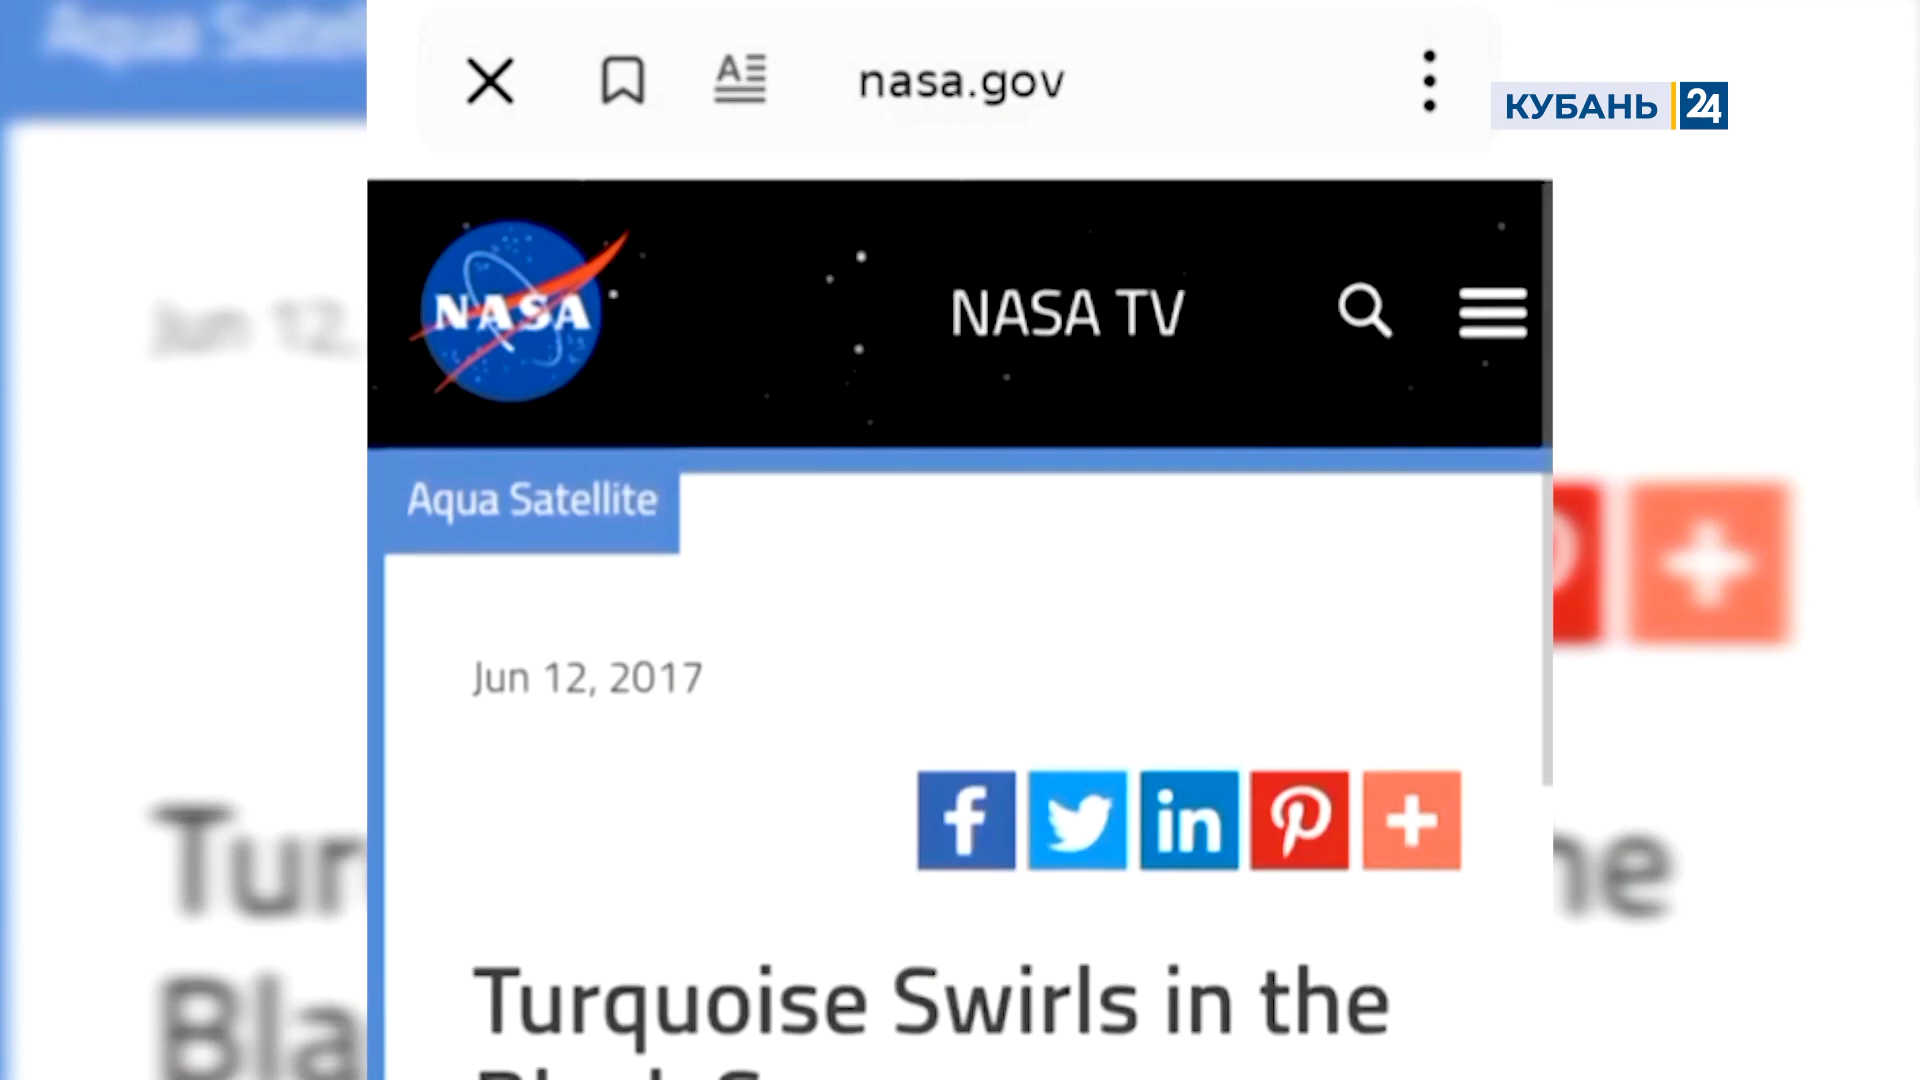 nasa.gov
КУБАНЬ 24
NASA
NASA TV
Aqua Satellite
Jun 12, 2017
f in
Turquoise Swirls in the